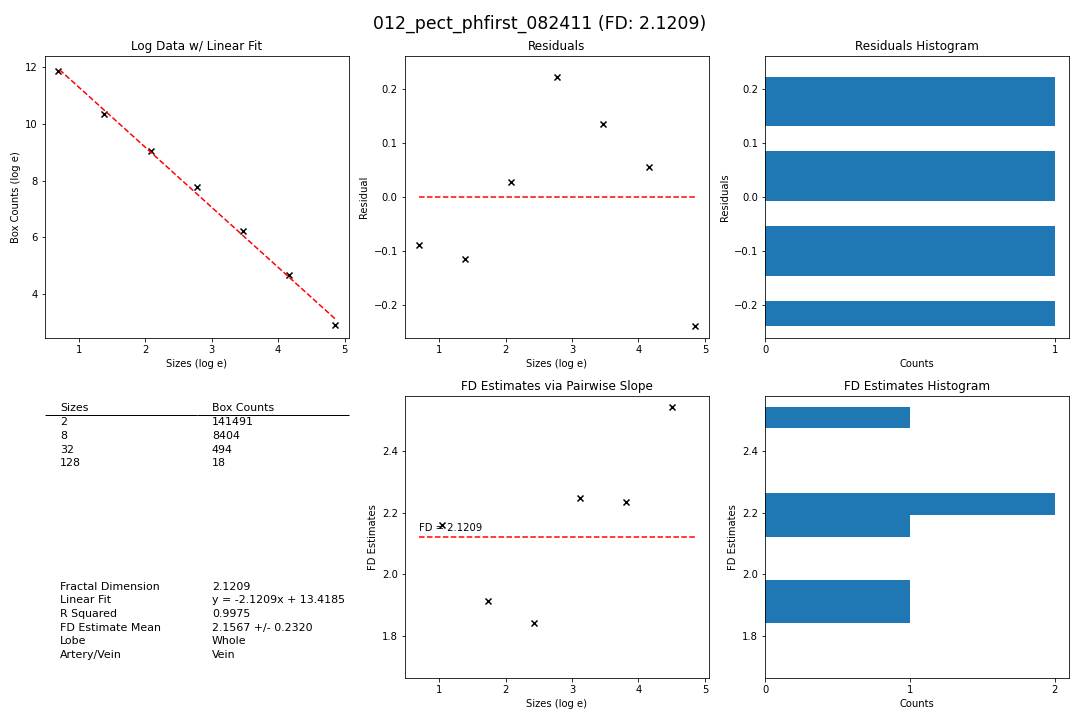 012_pect_phfirst_082411 (FD: 2.1209)
Log Data w/ Linear Fit
Box Counts (log e)
12
10
8
6
4
1 2 3 4 5
Sizes (log e)
Residuals
Residual
0.2
0.1
0.0
−0.1
−0.2
1 2 3 4 5
Sizes (log e)
Residuals Histogram
Residuals
0.2
0.1
0.0
−0.1
−0.2
0 1
Counts
Sizes Box Counts
2 141491
8 8404
32 494
128 18
Fractal Dimension 2.1209
Linear Fit y = -2.1209x + 13.4185
R Squared 0.9975
FD Estimate Mean 2.1567 +/- 0.2320
Lobe Whole
Artery/Vein Vein
FD Estimates via Pairwise Slope
FD Estimates
2.4
2.2
2.0
1.8
FD = 2.1209
1 2 3 4 5
Sizes (log e)
FD Estimates Histogram
FD Estimates
2.4
2.2
2.0
1.8
0 1 2
Counts